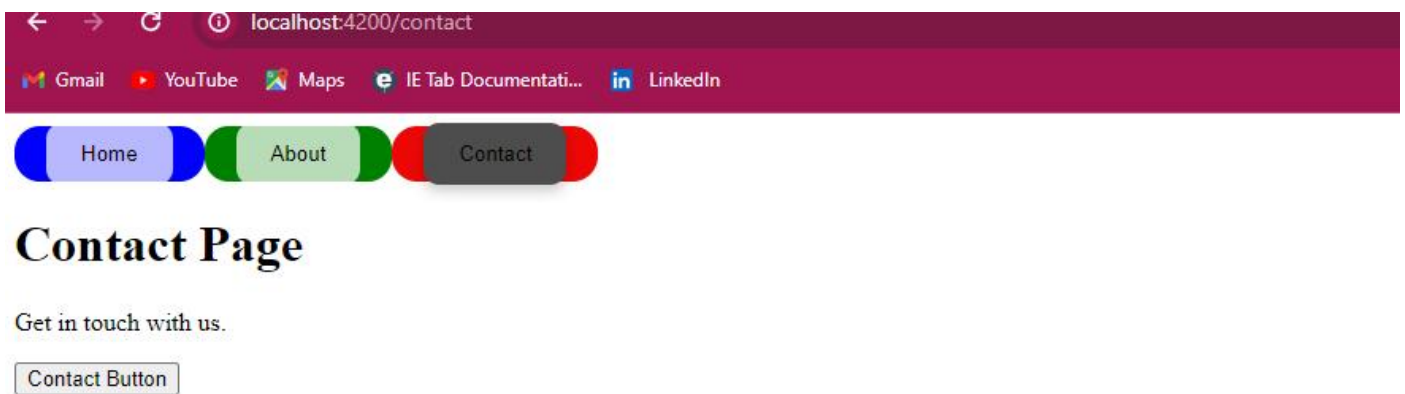 localhost:4200/contact
Gmail YouTube Maps IE Tab Documentati... LinkedIn
Home About Contact
Contact Page
Get in touch with us.
Contact Button